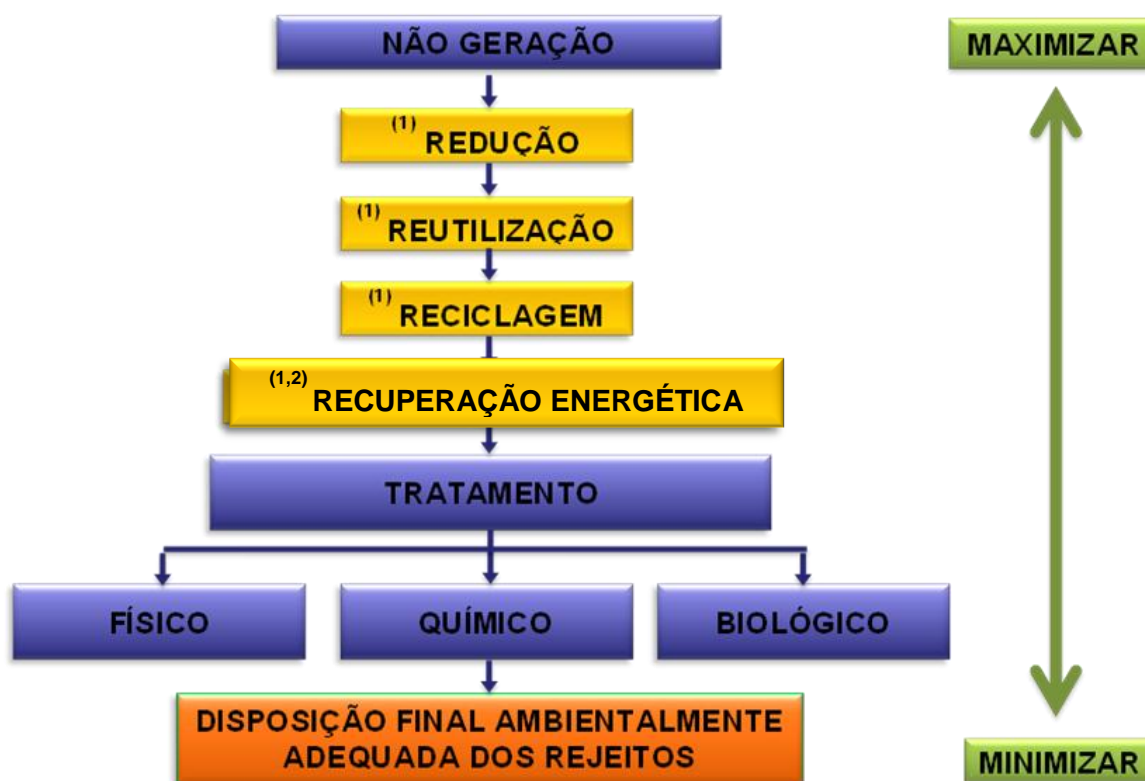 NÃO GERAÇÃO
MAXIMIZAR
(1) REDUÇÃO
(1) REUTILIZAÇÃO
(1) RECICLAGEM
(1,2) RECUPERAÇÃO ENERGÉTICA
TRATAMENTO
FÍSICO
QUÍMICO
BIOLÓGICO
DISPOSIÇÃO FINAL AMBIENTALMENTE
ADEQUADA DOS REJEITOS
MINIMIZAR